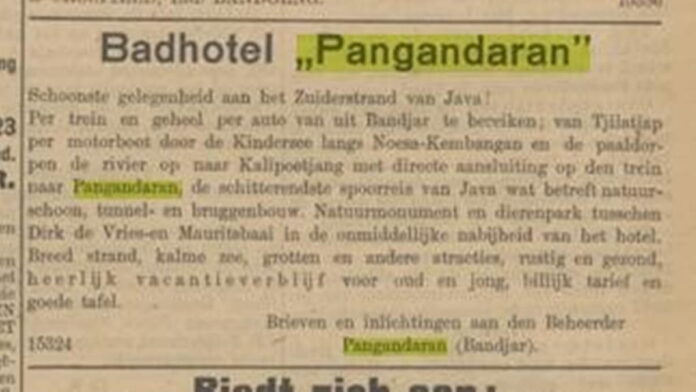 Badhotel „Pangandaran”
Schoonste gelegenheid aan het Zuiderstrand van Java!
Per trein en geheel per auto van uit Bandjar te bereiken; van Tjilatjap
per motorboot door de Kinderzee langs Noesa-Kembangan en de paaldor-
pen de rivier op naar Kalipoetjang met directe aansluiting op den trein
naar Pangandaran, de schitterendste spoorreis van Java wat betreft natuur-
schoon, tunnel- en bruggenbouw. Natuurmonument en dierenpark tusschen
Dirk de Vries-en Mauritsbaai in de onmiddellijke nabijheid van het hotel.
Breed strand, kalme zee, grotten en andere atracties, rustig en gezond,
heerlijk vacantieverblijf voor oud en jong, billijk tarief en
goede tafel.
Brieven en inlichtingen aan den Beheerder
15324 Pangandaran (Bandjar).